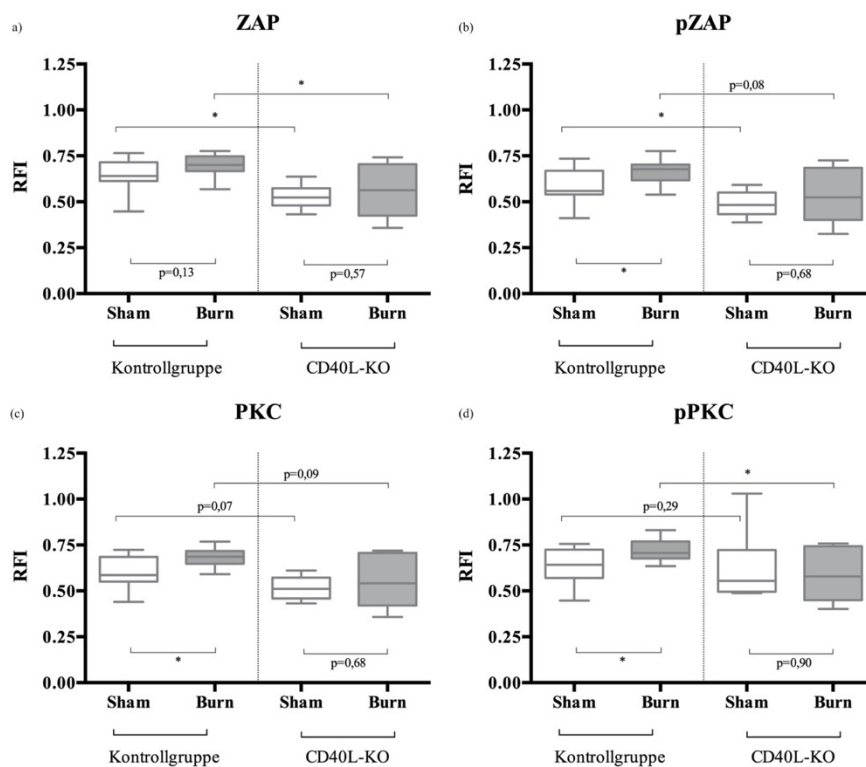 a)
ZAP
1.25
1.00
0.75
0.50
0.25
0.00
RFI
*
*
p=0,13
p=0,57
Sham Burn Sham Burn
Kontrollgruppe CD40L-KO
(b)
pZAP
1.25
1.00
0.75
0.50
0.25
0.00
RFI
p=0,08
*
*
p=0,68
Sham Burn Sham Burn
Kontrollgruppe CD40L-KO
(c)
PKC
1.25
1.00
0.75
0.50
0.25
0.00
RFI
p=0,09
p=0,07
*
p=0,68
Sham Burn Sham Burn
Kontrollgruppe CD40L-KO
(d)
pPKC
1.25
1.00
0.75
0.50
0.25
0.00
RFI
*
p=0,29
*
p=0,90
Sham Burn Sham Burn
Kontrollgruppe CD40L-KO